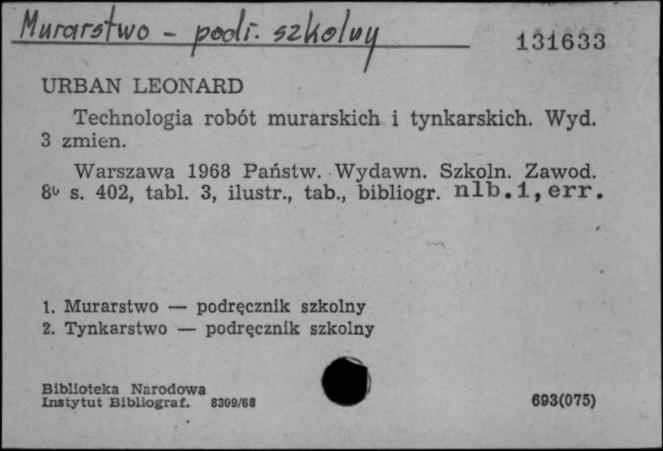 Murarstwo - podr. szkolny
131633
URBAN LEONARD
Technologia robót murarskich i tynkarskich. Wyd.
3 zmien.
Warszawa 1968 Państw. Wydawn. Szkoln. Zawod.
8° s. 402, tabl. 3, ilustr., tab., bibliogr. nlb.1,err.
1. Murarstwo — podręcznik szkolny
2. Tynkarstwo — podręcznik szkolny
Biblioteka Narodowa
Instytut Bibliograf. 8309/68
693(075)